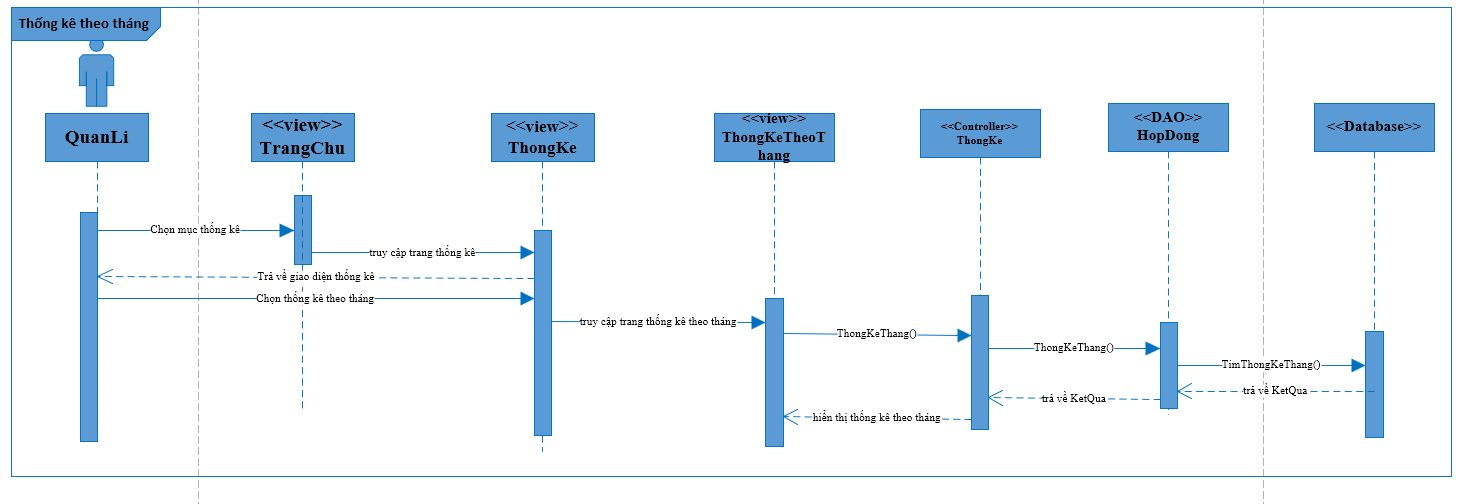 Thống kê theo tháng
QuanLi
<<view>>
TrangChu
<<view>>
ThongKe
<<view>>
ThongKeTheoT
hang
<<Controller>>
ThongKe
<<DAO>>
HopDong
<<Database>>
Chọn mục thống kê
truy cập trang thống kê
Trả về giao diện thống kê
Chọn thống kê theo tháng
truy cập trang thống kê theo tháng
ThongKeThang()
ThongKeThang()
TimThongKeThang()
trả về KetQua
trả về KetQua
hiển thị thống kê theo tháng